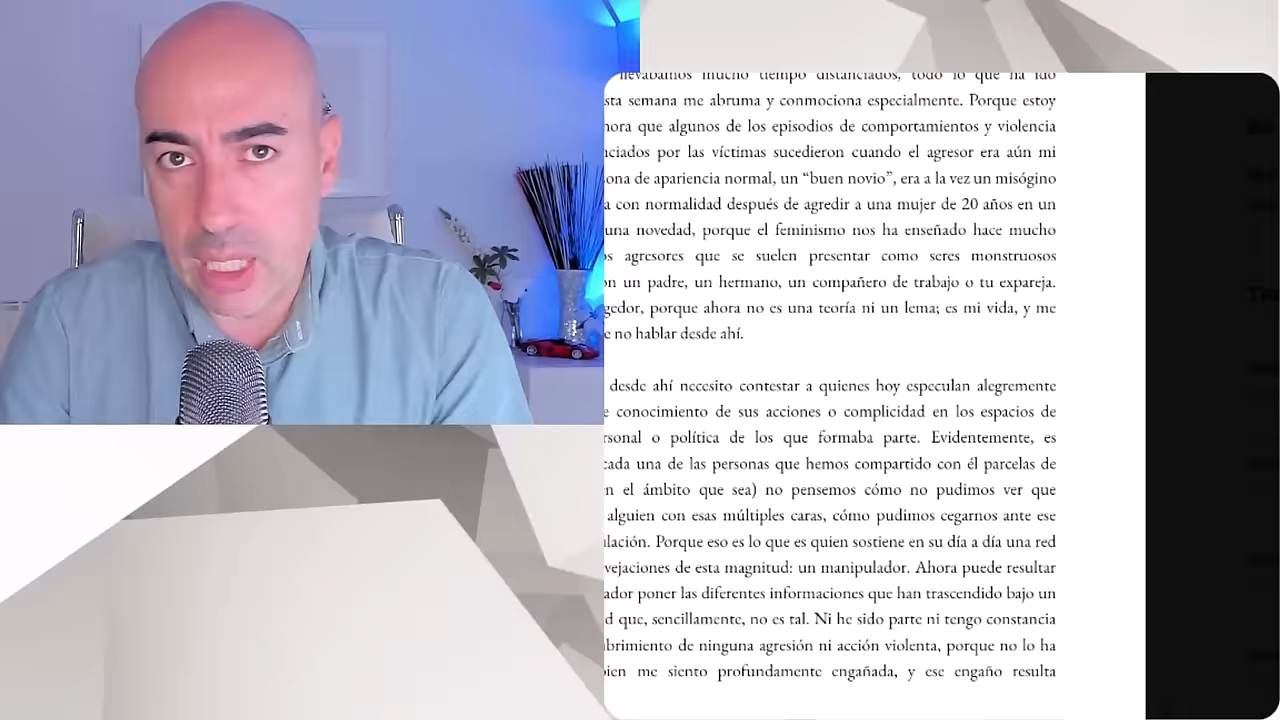 llevábamos mucho tiempo distanciados, todo lo que ha ido
sta semana me abruma y conmociona especialmente. Porque estoy
hora que algunos de los episodios de comportamientos y violencia
nciados por las víctimas sucedieron cuando el agresor era aún mi
ona de apariencia normal, un “buen novio”, era a la vez un misógino
a con normalidad después de agredir a una mujer de 20 años en un
una novedad, porque el feminismo nos ha enseñado hace mucho
os agresores que se suelen presentar como seres monstruosos
on un padre, un hermano, un compañero de trabajo o tu expareja.
gedor, porque ahora no es una teoría ni un lema; es mi vida, y me
e no hablar desde ahí.
desde ahí necesito contestar a quienes hoy especulan alegremente
e conocimiento de sus acciones o complicidad en los espacios de
rsonal o política de los que formaba parte. Evidentemente, es
cada una de las personas que hemos compartido con él parcelas de
en el ámbito que sea) no pensemos cómo no pudimos ver que
alguien con esas múltiples caras, cómo pudimos cegarnos ante ese
ulación. Porque eso es lo que es quien sostiene en su día a día una red
vejaciones de esta magnitud: un manipulador. Ahora puede resultar
ador poner las diferentes informaciones que han trascendido bajo un
d que, sencillamente, no es tal. Ni he sido parte ni tengo constancia
ubrimiento de ninguna agresión ni acción violenta, porque no lo ha
bien me siento profundamente engañada, y ese engaño resulta